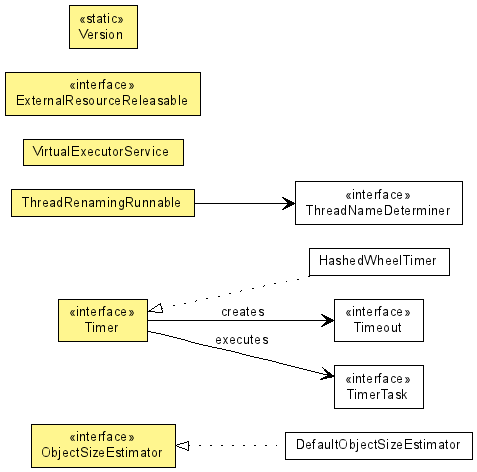 «static»
Version
«interface»
ExternalResourceReleasable
VirtualExecutorService
ThreadRenamingRunnable
«interface»
ThreadNameDeterminer
HashedWheelTimer
«interface»
Timer
creates
«interface»
Timeout
executes
«interface»
TimerTask
«interface»
ObjectSizeEstimator
DefaultObjectSizeEstimator